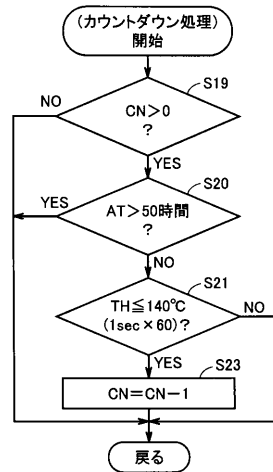 (カウントダウン処理)
開始
S19
NO
CN>0
?
YES
S20
YES
AT>50時間
?
NO
S21
TH≦140℃
NO
(1sec×60)?
YES
S23
CN=CN-1
戻る